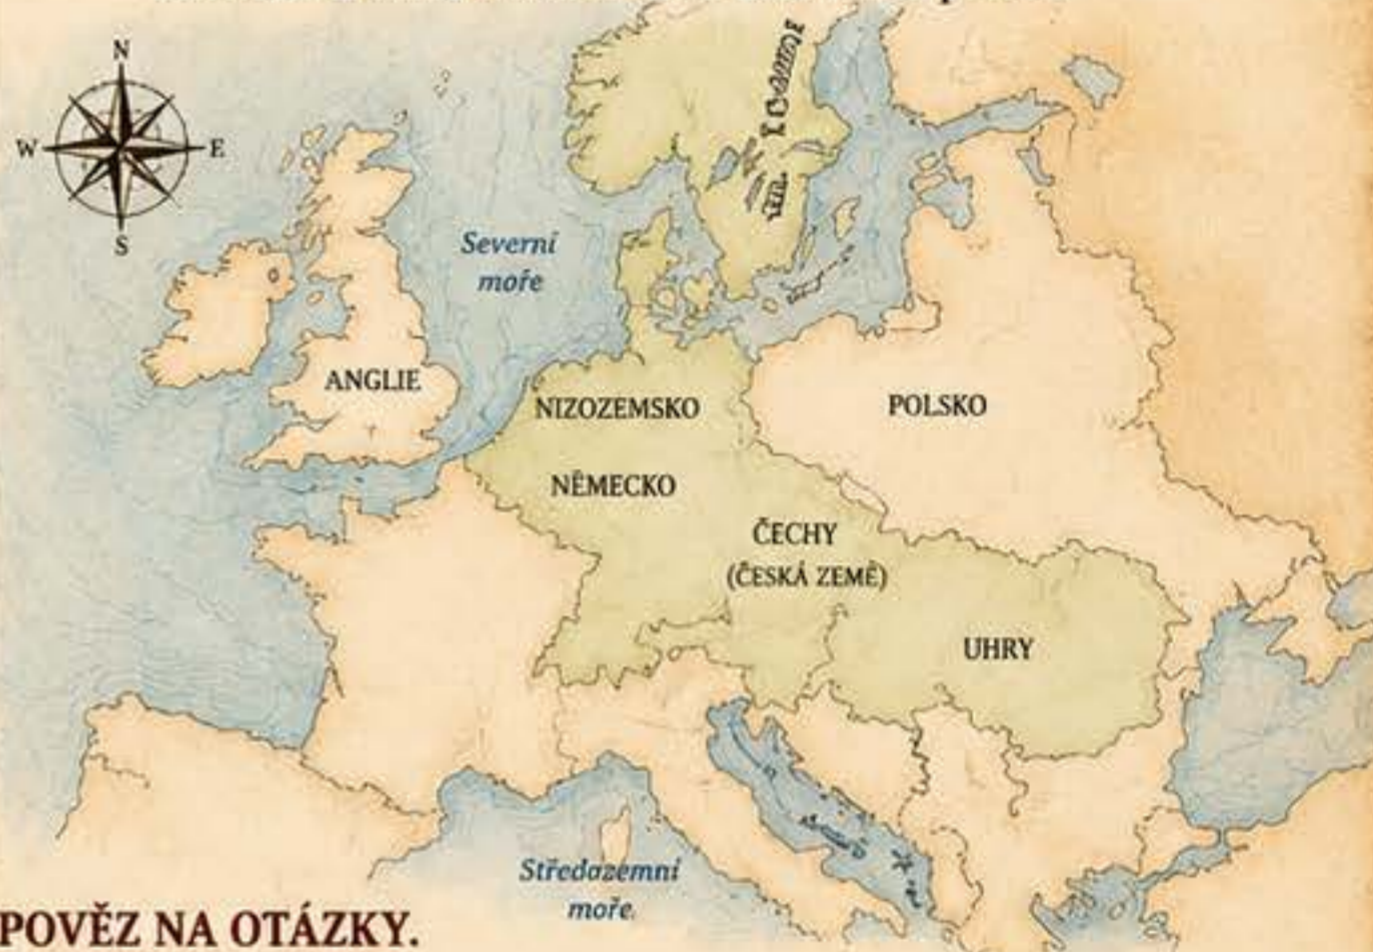 N
W E
S
Severní
moře
ANGLIE
NIZOZEMSKO
POLSKO
NĚMECKO
ČECHY
(ČESKÁ ZEMĚ)
UHRY
Středozemní
moře
POVĚZ NA OTÁZKY.